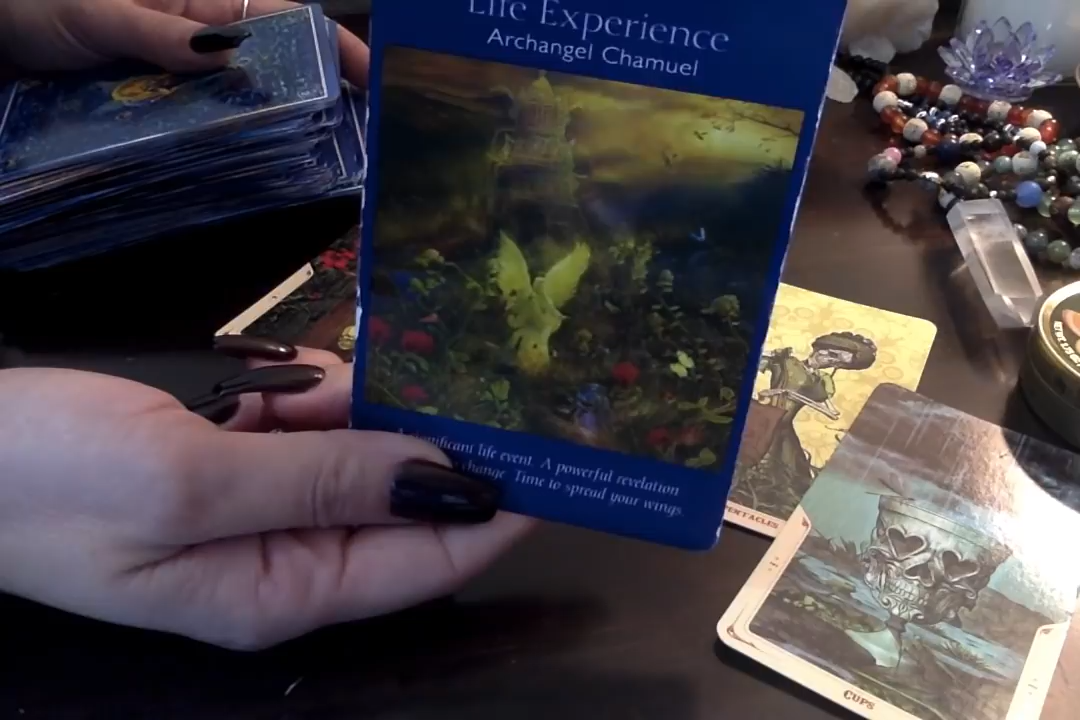 Life Experience
Archangel Chamuel
A significant life event. A powerful revelation
change. Time to spread your wings.
PENTACLES
CUPS